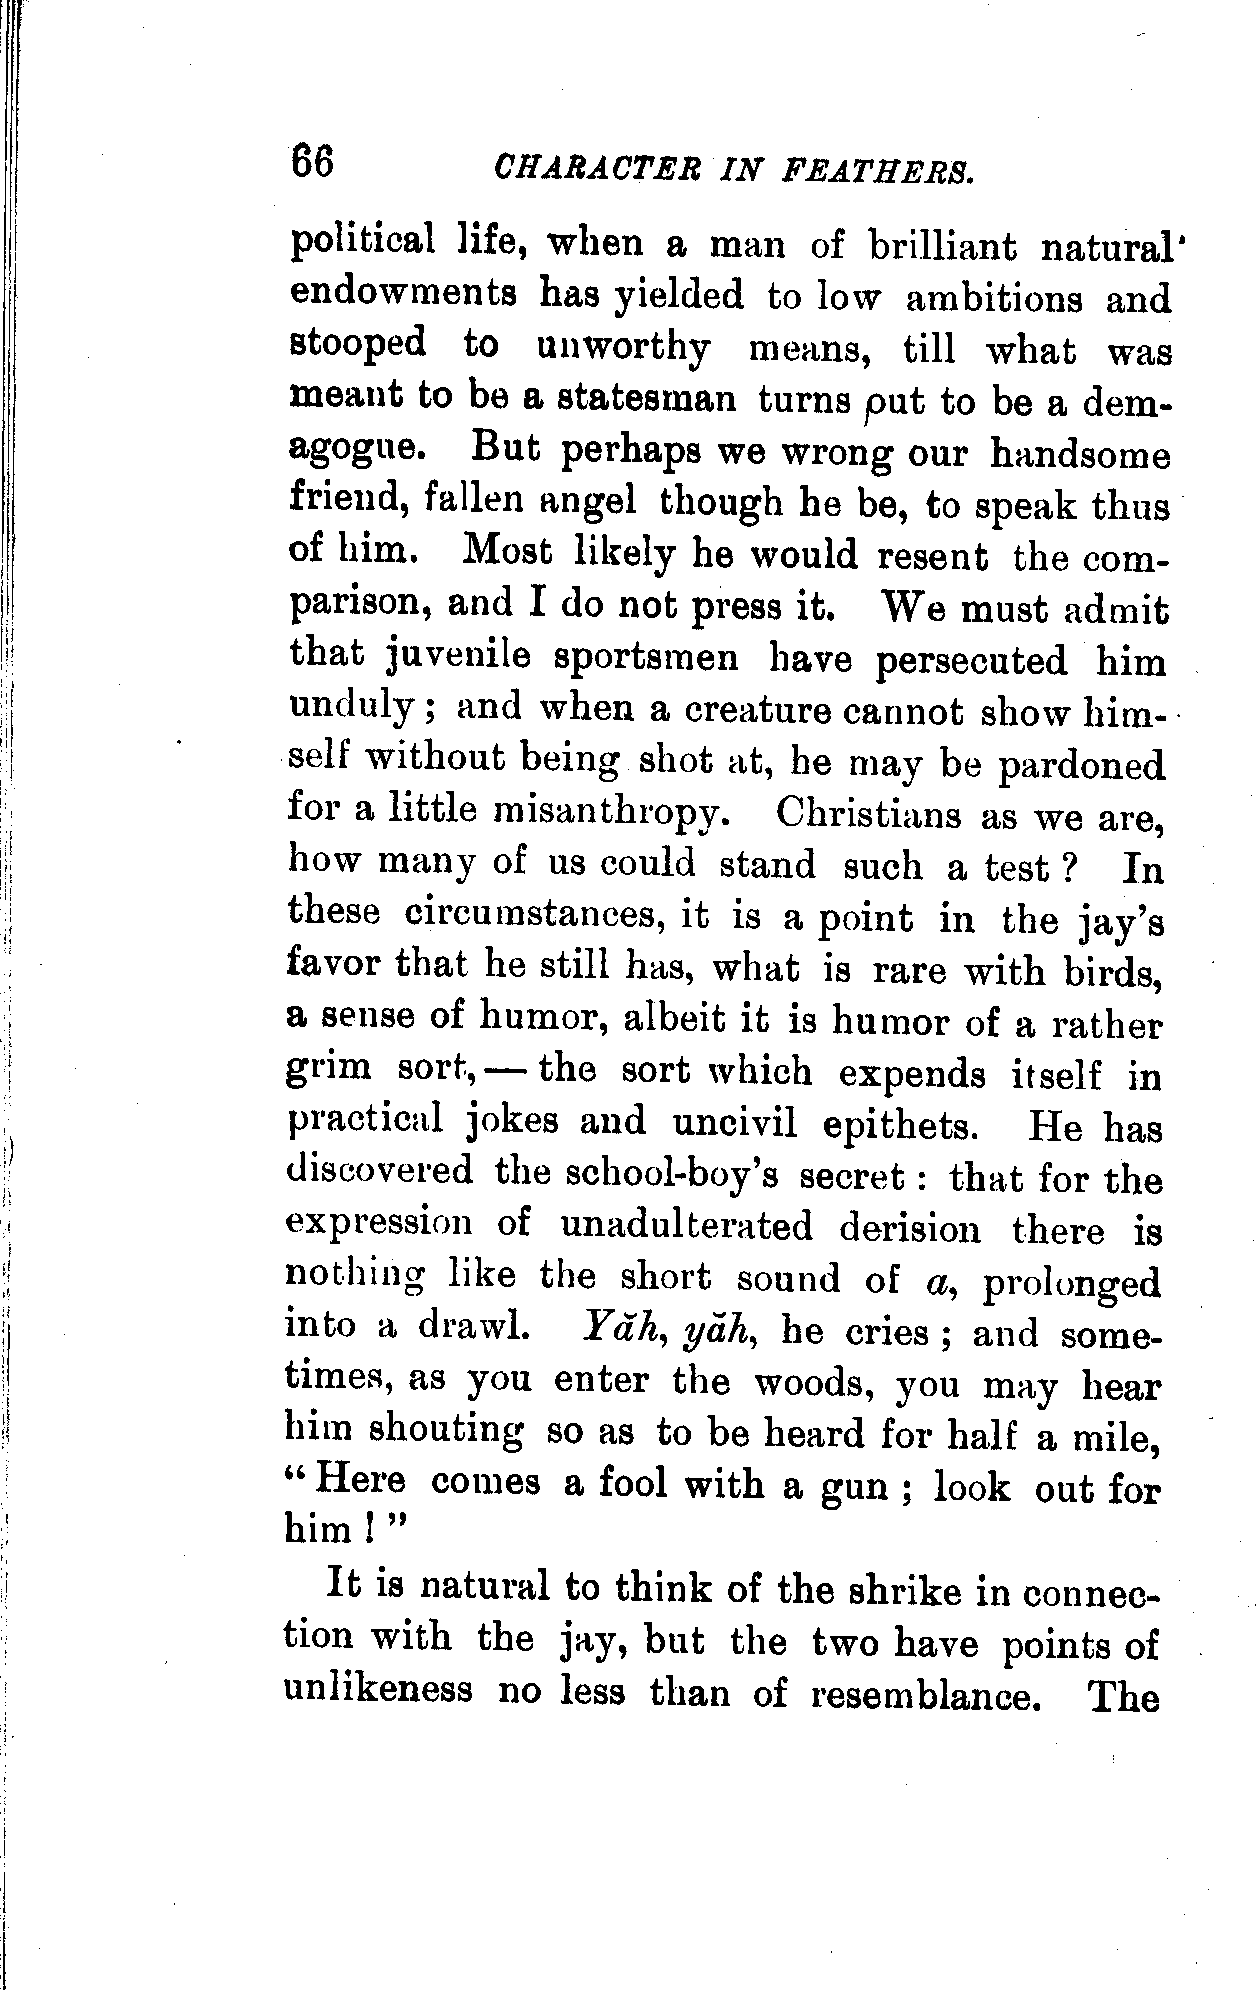 66 CHARACTER IN FEATHERS.
political life, when a man of brilliant natural
endowments has yielded to low ambitions and
stooped to unworthy means, till what was
meant to be a statesman turns out to be a dem-
agogue. But perhaps we wrong our handsome
friend, fallen angel though he be, to speak thus
of him. Most likely he would resent the com-
parison, and I do not press it. We must admit
that juvenile sportsmen have persecuted him
unduly; and when a creature cannot show him-
self without being shot at, he may be pardoned
for a little misanthropy. Christians as we are,
how many of us could stand such a test? In
these circumstances, it is a point in the jay's
favor that he still has, what is rare with birds,
a sense of humor, albeit it is humor of a rather
grim sort,— the sort which expends itself in
practical jokes and uncivil epithets. He has
discovered the school-boy's secret: that for the
expression of unadulterated derision there is
nothing like the short sound of a, prolonged
into a drawl. Yăh, yăh, he cries; and some-
times, as you enter the woods, you may hear
him shouting so as to be heard for half a mile,
"Here comes a fool with a gun; look out for
him!"
It is natural to think of the shrike in connec-
tion with the jay, but the two have points of
unlikeness no less than of resemblance. The